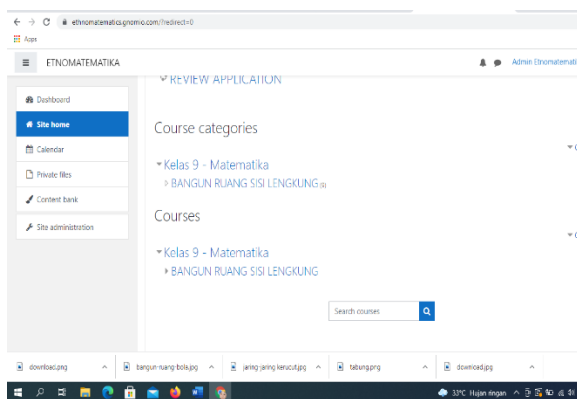 ethnomatematics.gnomio.com/?redirect=0
Apps
ETNOMATEMATIKA
Admin Etnomatemati
REVIEW APPLICATION
Dashboard
Site home
Calendar
Private files
Content bank
Site administration
Course categories
Kelas 9 - Matematika
BANGUN RUANG SISI LENGKUNG
Courses
Kelas 9 - Matematika
BANGUN RUANG SISI LENGKUNG
Search courses
download.png
bangun-ruang-bola.jpg
jaring-jaring kerucut.jpg
tabung.png
download.jpg
33°C Hujan ringan